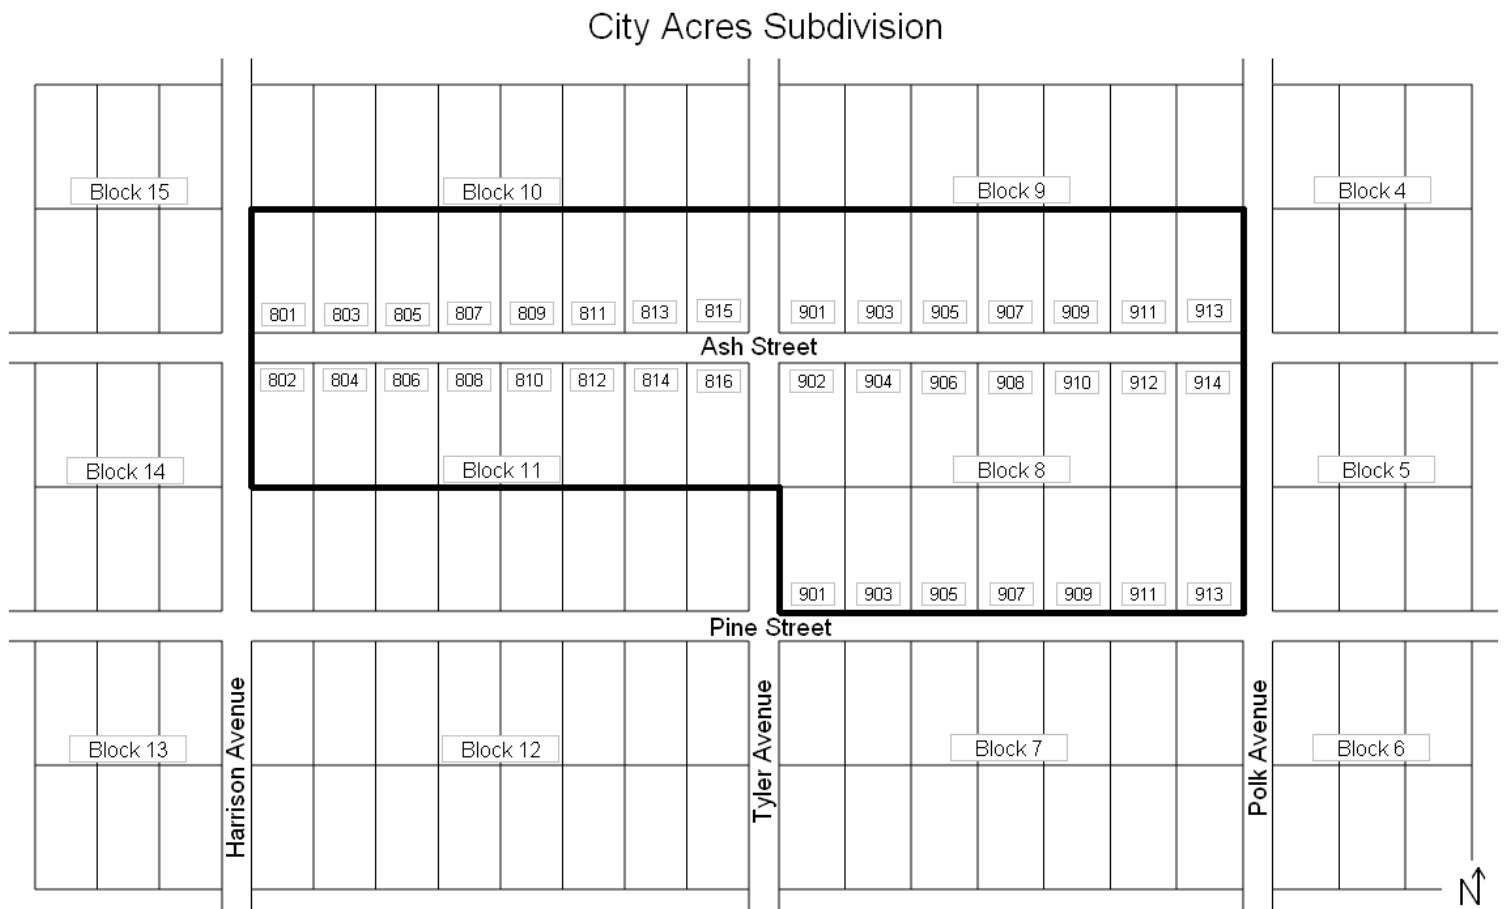 City Acres Subdivision
Block 15
Block 10
Block 9
Block 4
801 803 805 807 809 811 813 815 901 903 905 907 909 911 913
Ash Street
802 804 806 808 810 812 814 816 902 904 906 908 910 912 914
Block 14
Block 11
Block 8
Block 5
901 903 905 907 909 911 913
Pine Street
Harrison Avenue
Tyler Avenue
Polk Avenue
Block 13
Block 12
Block 7
Block 6
N